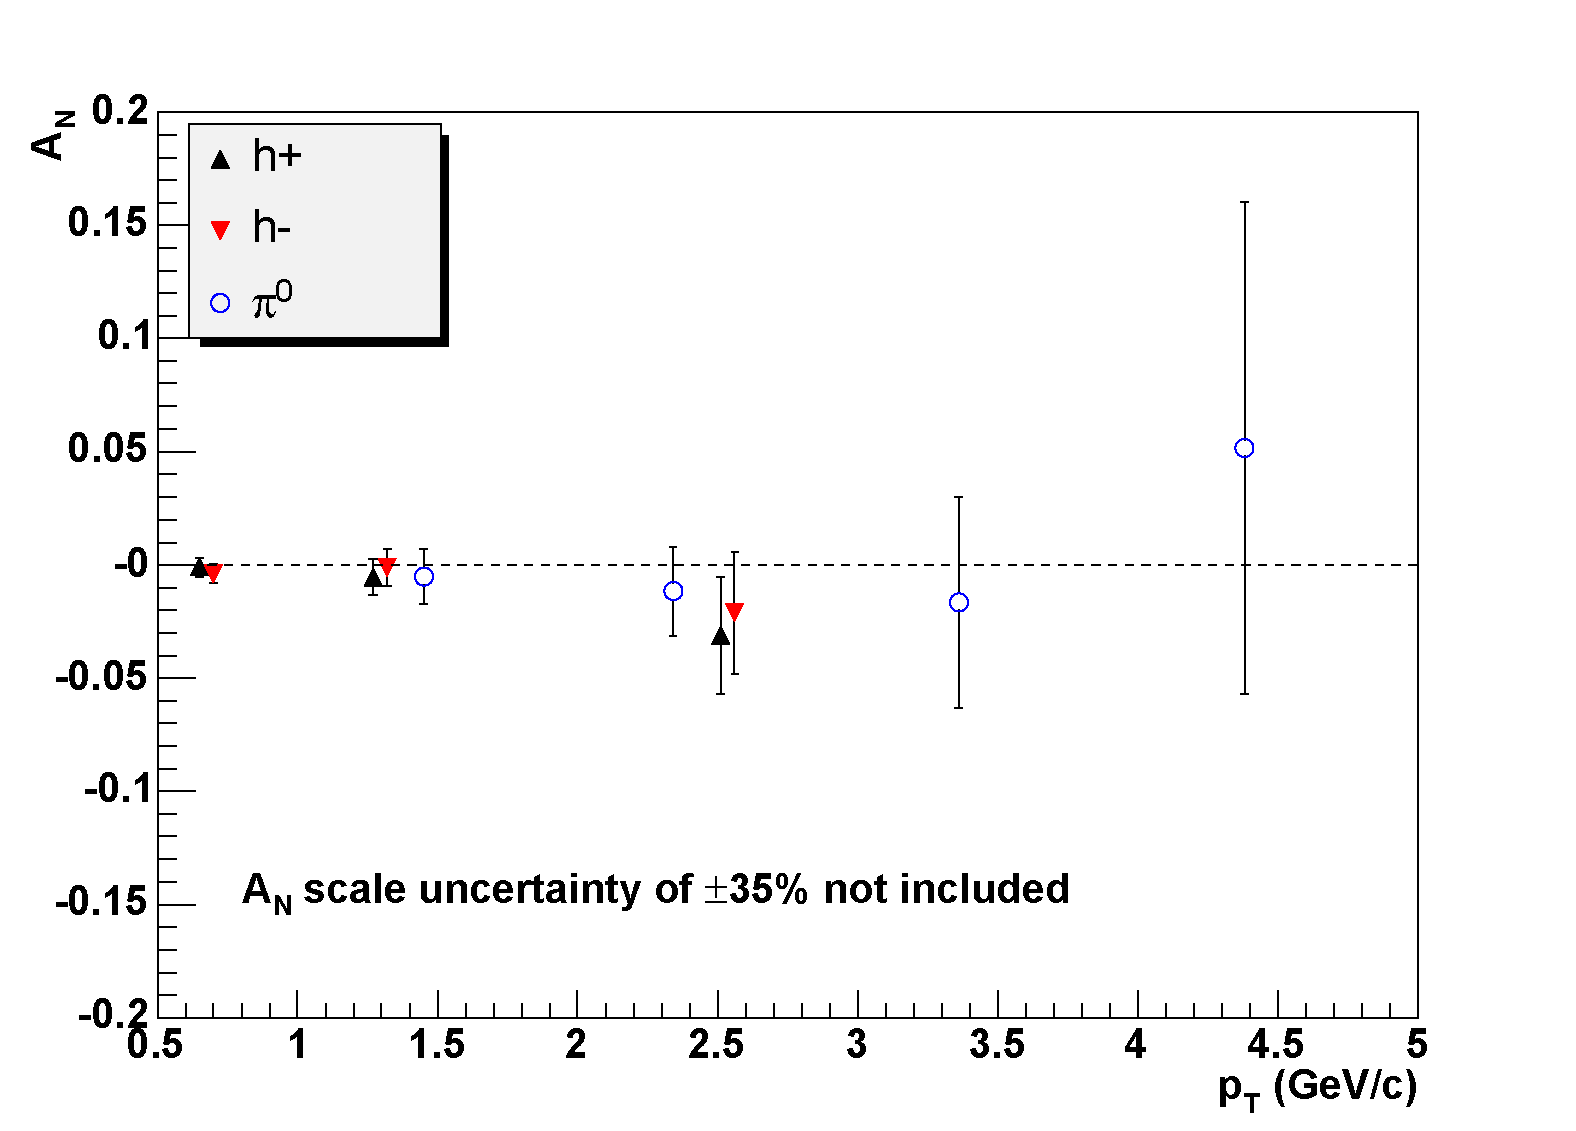 A_N
0.2
0.15
0.1
0.05
-0
-0.05
-0.1
-0.15
-0.2
h+
h-
π⁰
A_N scale uncertainty of ±35% not included
0.5 1 1.5 2 2.5 3 3.5 4 4.5 5
p_T (GeV/c)